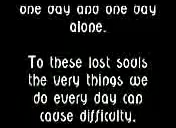 one day and one day
alone.
To these lost souls
the very things we
do every day can
cause difficulty.